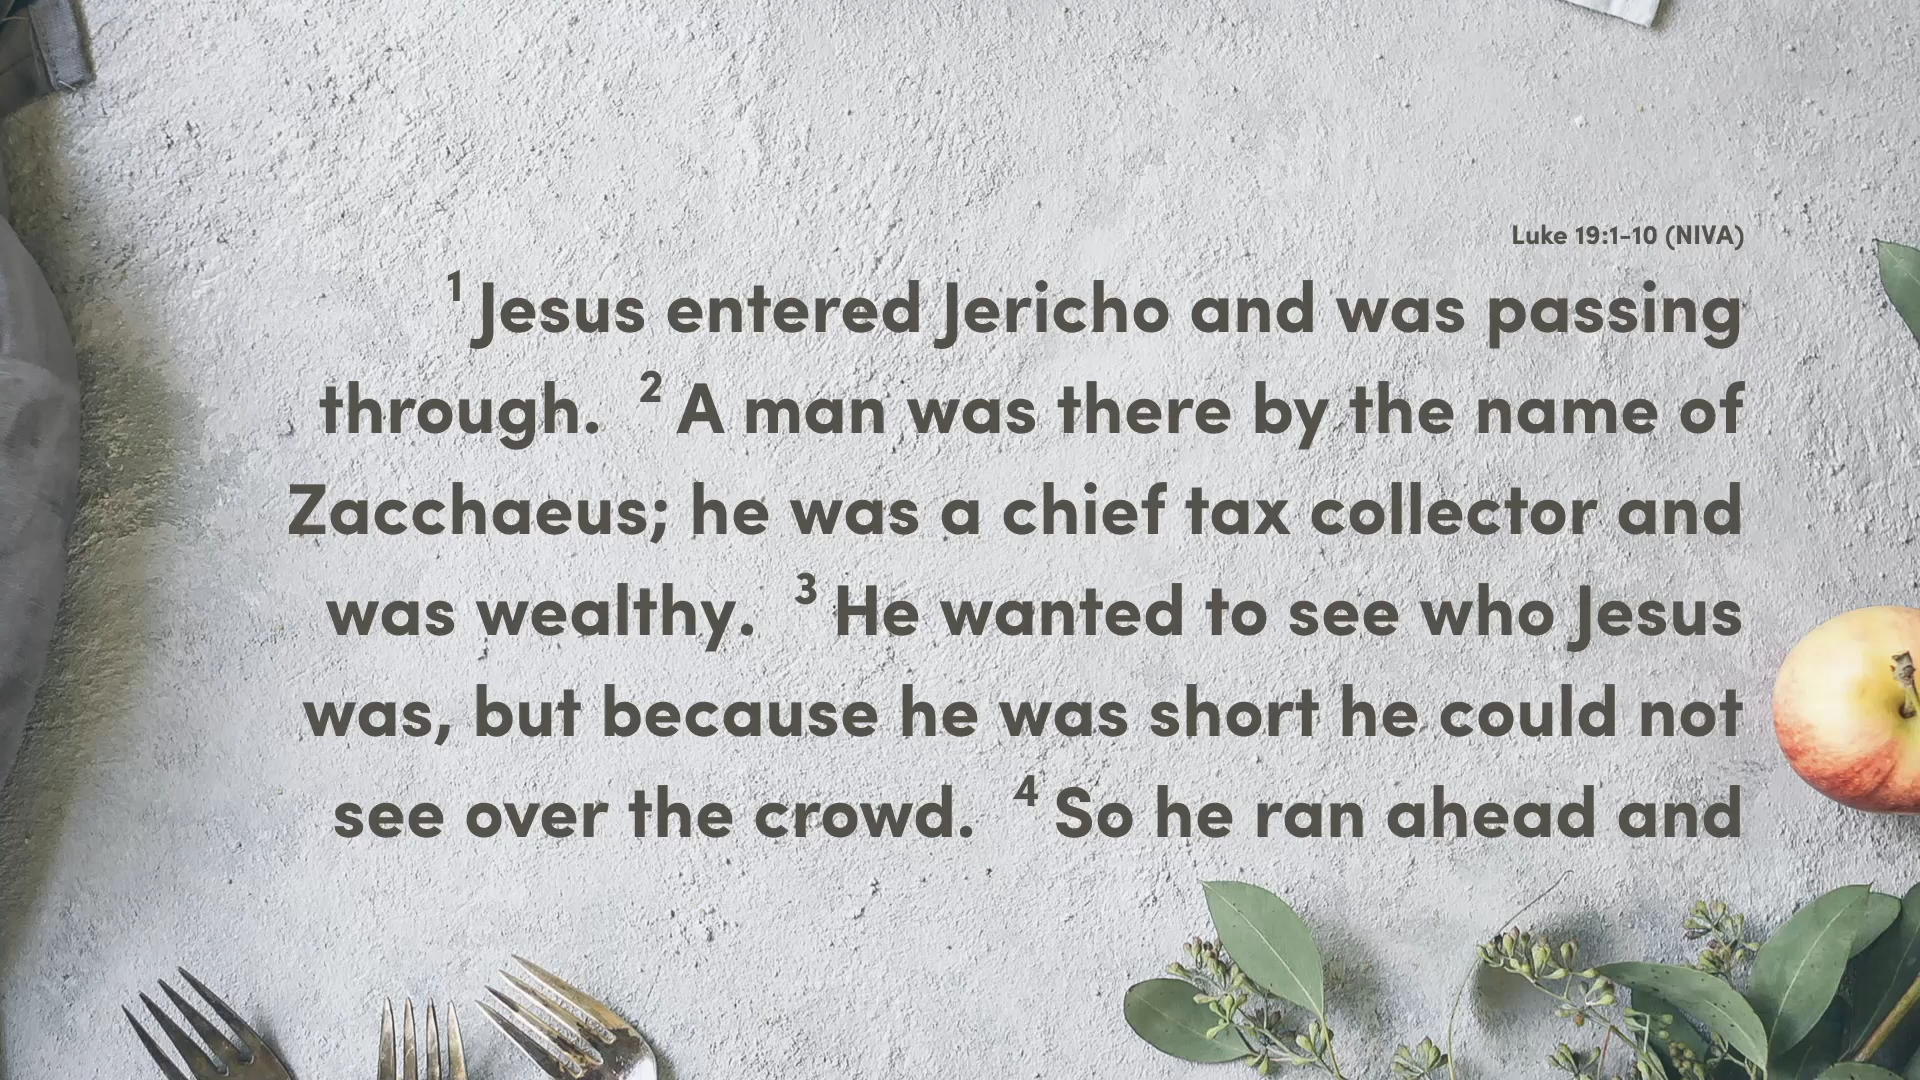 Luke 19:1-10 (NIVA)
1 Jesus entered Jericho and was passing
through. 2 A man was there by the name of
Zacchaeus; he was a chief tax collector and
was wealthy. 3 He wanted to see who Jesus
was, but because he was short he could not
see over the crowd. 4 So he ran ahead and